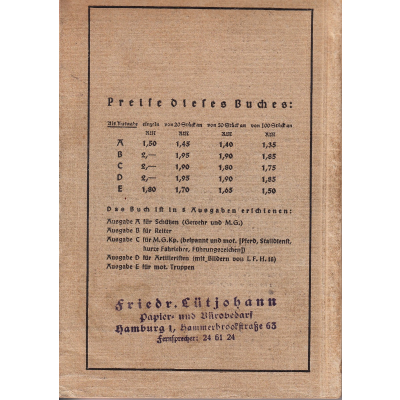 Preise dieses Buches:
Als Ausgabe einzeln von 20 Stück an von 50 Stück an von 100 Stück an
RM RM RM RM
A 1,50 1,45 1,40 1,35
B 2,— 1,95 1,90 1,85
C 2,— 1,90 1,80 1,75
D 2,— 1,95 1,90 1,85
E 1,80 1,70 1,65 1,50
Das Buch ist in 5 Ausgaben erschienen:
Ausgabe A für Schützen (Gewehr und M.G.)
Ausgabe B für Reiter
Ausgabe C für M.G.Kp. (bespannt und mot. [Pferd, Stalldienst,
kurze Fahrlehre, Führungszeichen])
Ausgabe D für Artilleristen (mit Bildern von l. F. H. 18)
Ausgabe E für mot. Truppen
Friedr. Lütjohann
Papier- und Bürobedarf
Hamburg 1, Hammerbrookstraße 63
Fernsprecher: 24 61 24